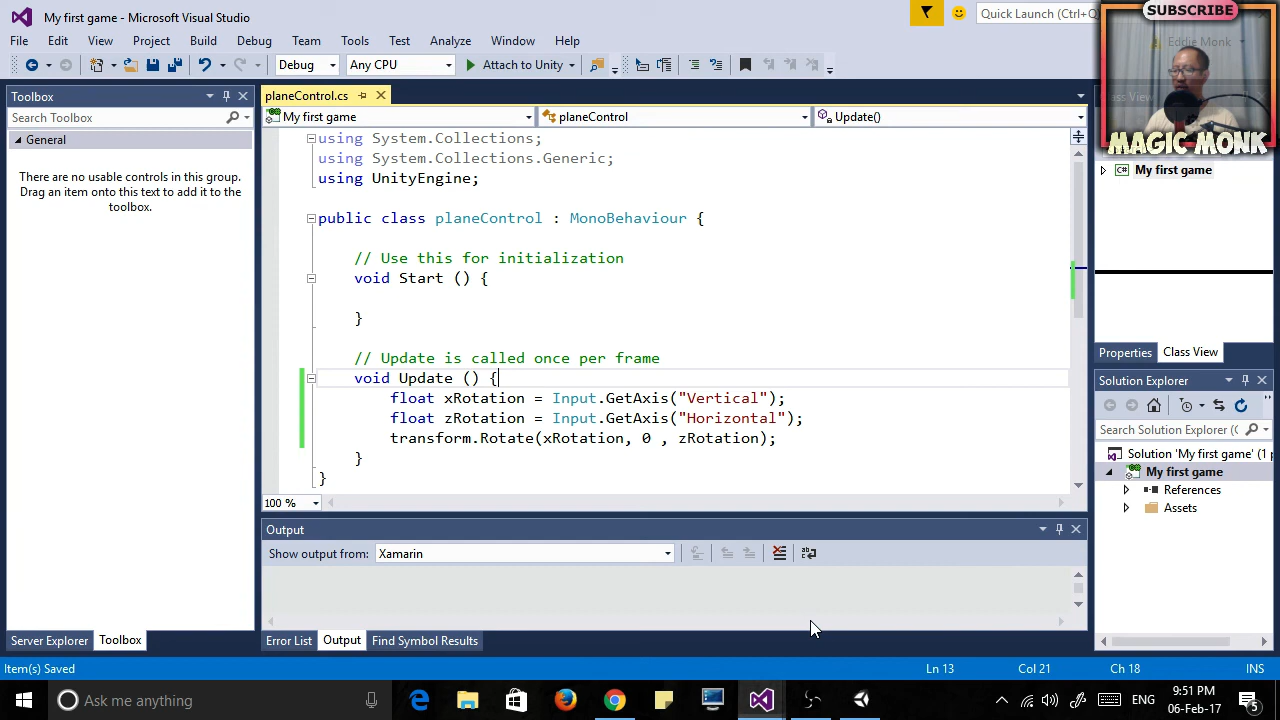 My first game - Microsoft Visual Studio
Quick Launch (Ctrl+Q
SUBSCRIBE
File Edit View Project Build Debug Team Tools Test Analyze Window Help
Eddie Monk
Debug Any CPU Attach to Unity
MAGIC MONK
Toolbox
Search Toolbox
General
There are no usable controls in this group.
Drag an item onto this text to add it to the
toolbox.
planeControl.cs
My first game planeControl Update()
using System.Collections;
using System.Collections.Generic;
using UnityEngine;
public class planeControl : MonoBehaviour {
// Use this for initialization
void Start () {
}
// Update is called once per frame
void Update () {
float xRotation = Input.GetAxis("Vertical");
float zRotation = Input.GetAxis("Horizontal");
transform.Rotate(xRotation, 0 , zRotation);
}
}
100 %
Output
Show output from: Xamarin
Class View
My first game
Properties Class View
Solution Explorer
Search Solution Explorer (C
Solution 'My first game' (1 p
My first game
References
Assets
Server Explorer Toolbox
Error List Output Find Symbol Results
Item(s) Saved Ln 13 Col 21 Ch 18 INS
Ask me anything
ENG
9:51 PM
06-Feb-17
5